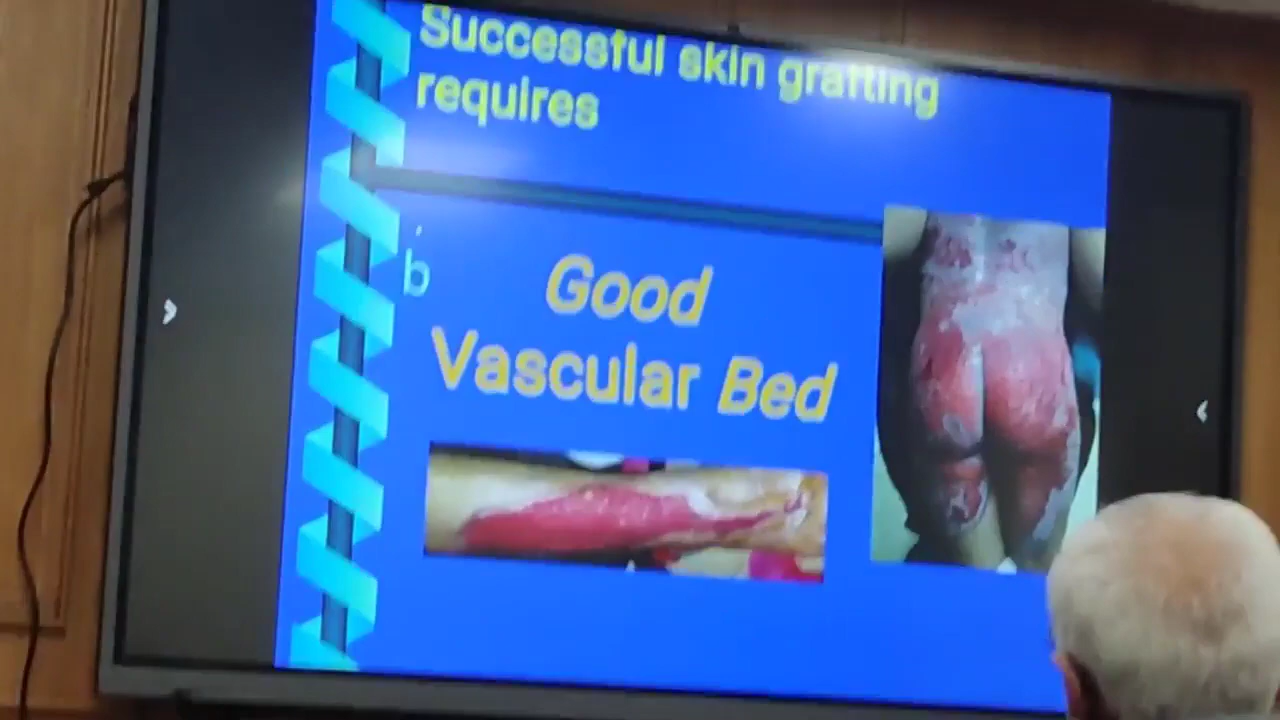 Successful skin grafting
requires
b
Good
Vascular Bed